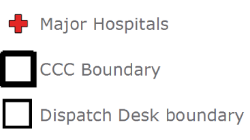 Major Hospitals
CCC Boundary
Dispatch Desk boundary